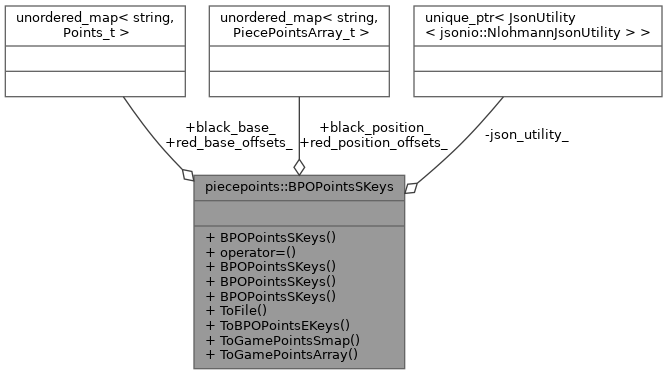 unordered_map< string,
Points_t >
unordered_map< string,
PiecePointsArray_t >
unique_ptr< JsonUtility
< jsonio::NlohmannJsonUtility > >
+black_base_
+red_base_offsets_
+black_position_
+red_position_offsets_
-json_utility_
piecepoints::BPOPointsSKeys
+ BPOPointsSKeys()
+ operator=()
+ BPOPointsSKeys()
+ BPOPointsSKeys()
+ BPOPointsSKeys()
+ ToFile()
+ ToBPOPointsEKeys()
+ ToGamePointsSmap()
+ ToGamePointsArray()